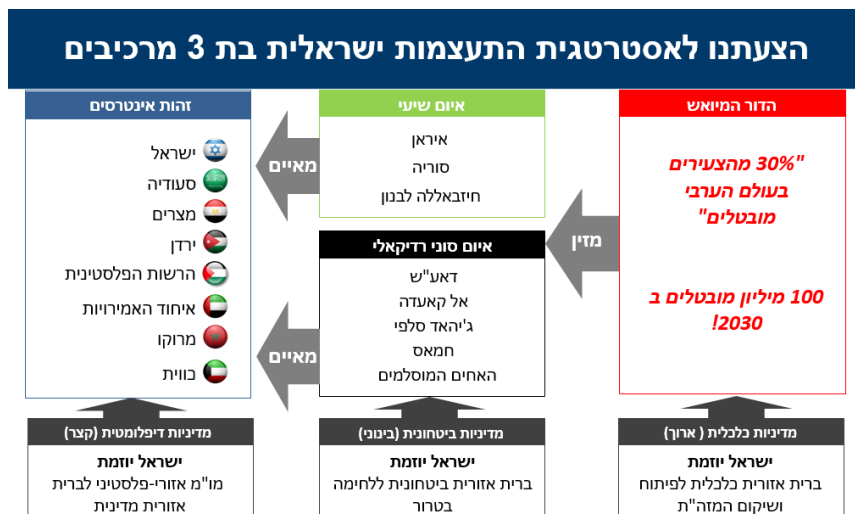 הצעתנו לאסטרטגית התעצמות ישראלית בת 3 מרכיבים
הדור המיואש
"30% מהצעירים
בעולם הערבי
מובטלים"
100 מיליון מובטלים ב
2030!
מזין
איום שיעי
איראן
סוריה
חיזבאללה לבנון
מאיים
איום סוני רדיקאלי
דאע"ש
אל קאעדה
ג'יהאד סלפי
חמאס
האחים המוסלמים
מאיים
זהות אינטרסים
ישראל
סעודיה
מצרים
ירדן
הרשות הפלסטינית
איחוד האמירויות
מרוקו
כווית
מדיניות כלכלית ( ארוך)
ישראל יוזמת
ברית אזורית כלכלית לפיתוח
ושיקום המזה"ת
מדיניות ביטחונית (בינוני)
ישראל יוזמת
ברית אזורית ביטחונית ללחימה
בטרור
מדיניות דיפלומטית (קצר)
ישראל יוזמת
מו"מ אזורי-פלסטיני לברית
אזורית מדינית